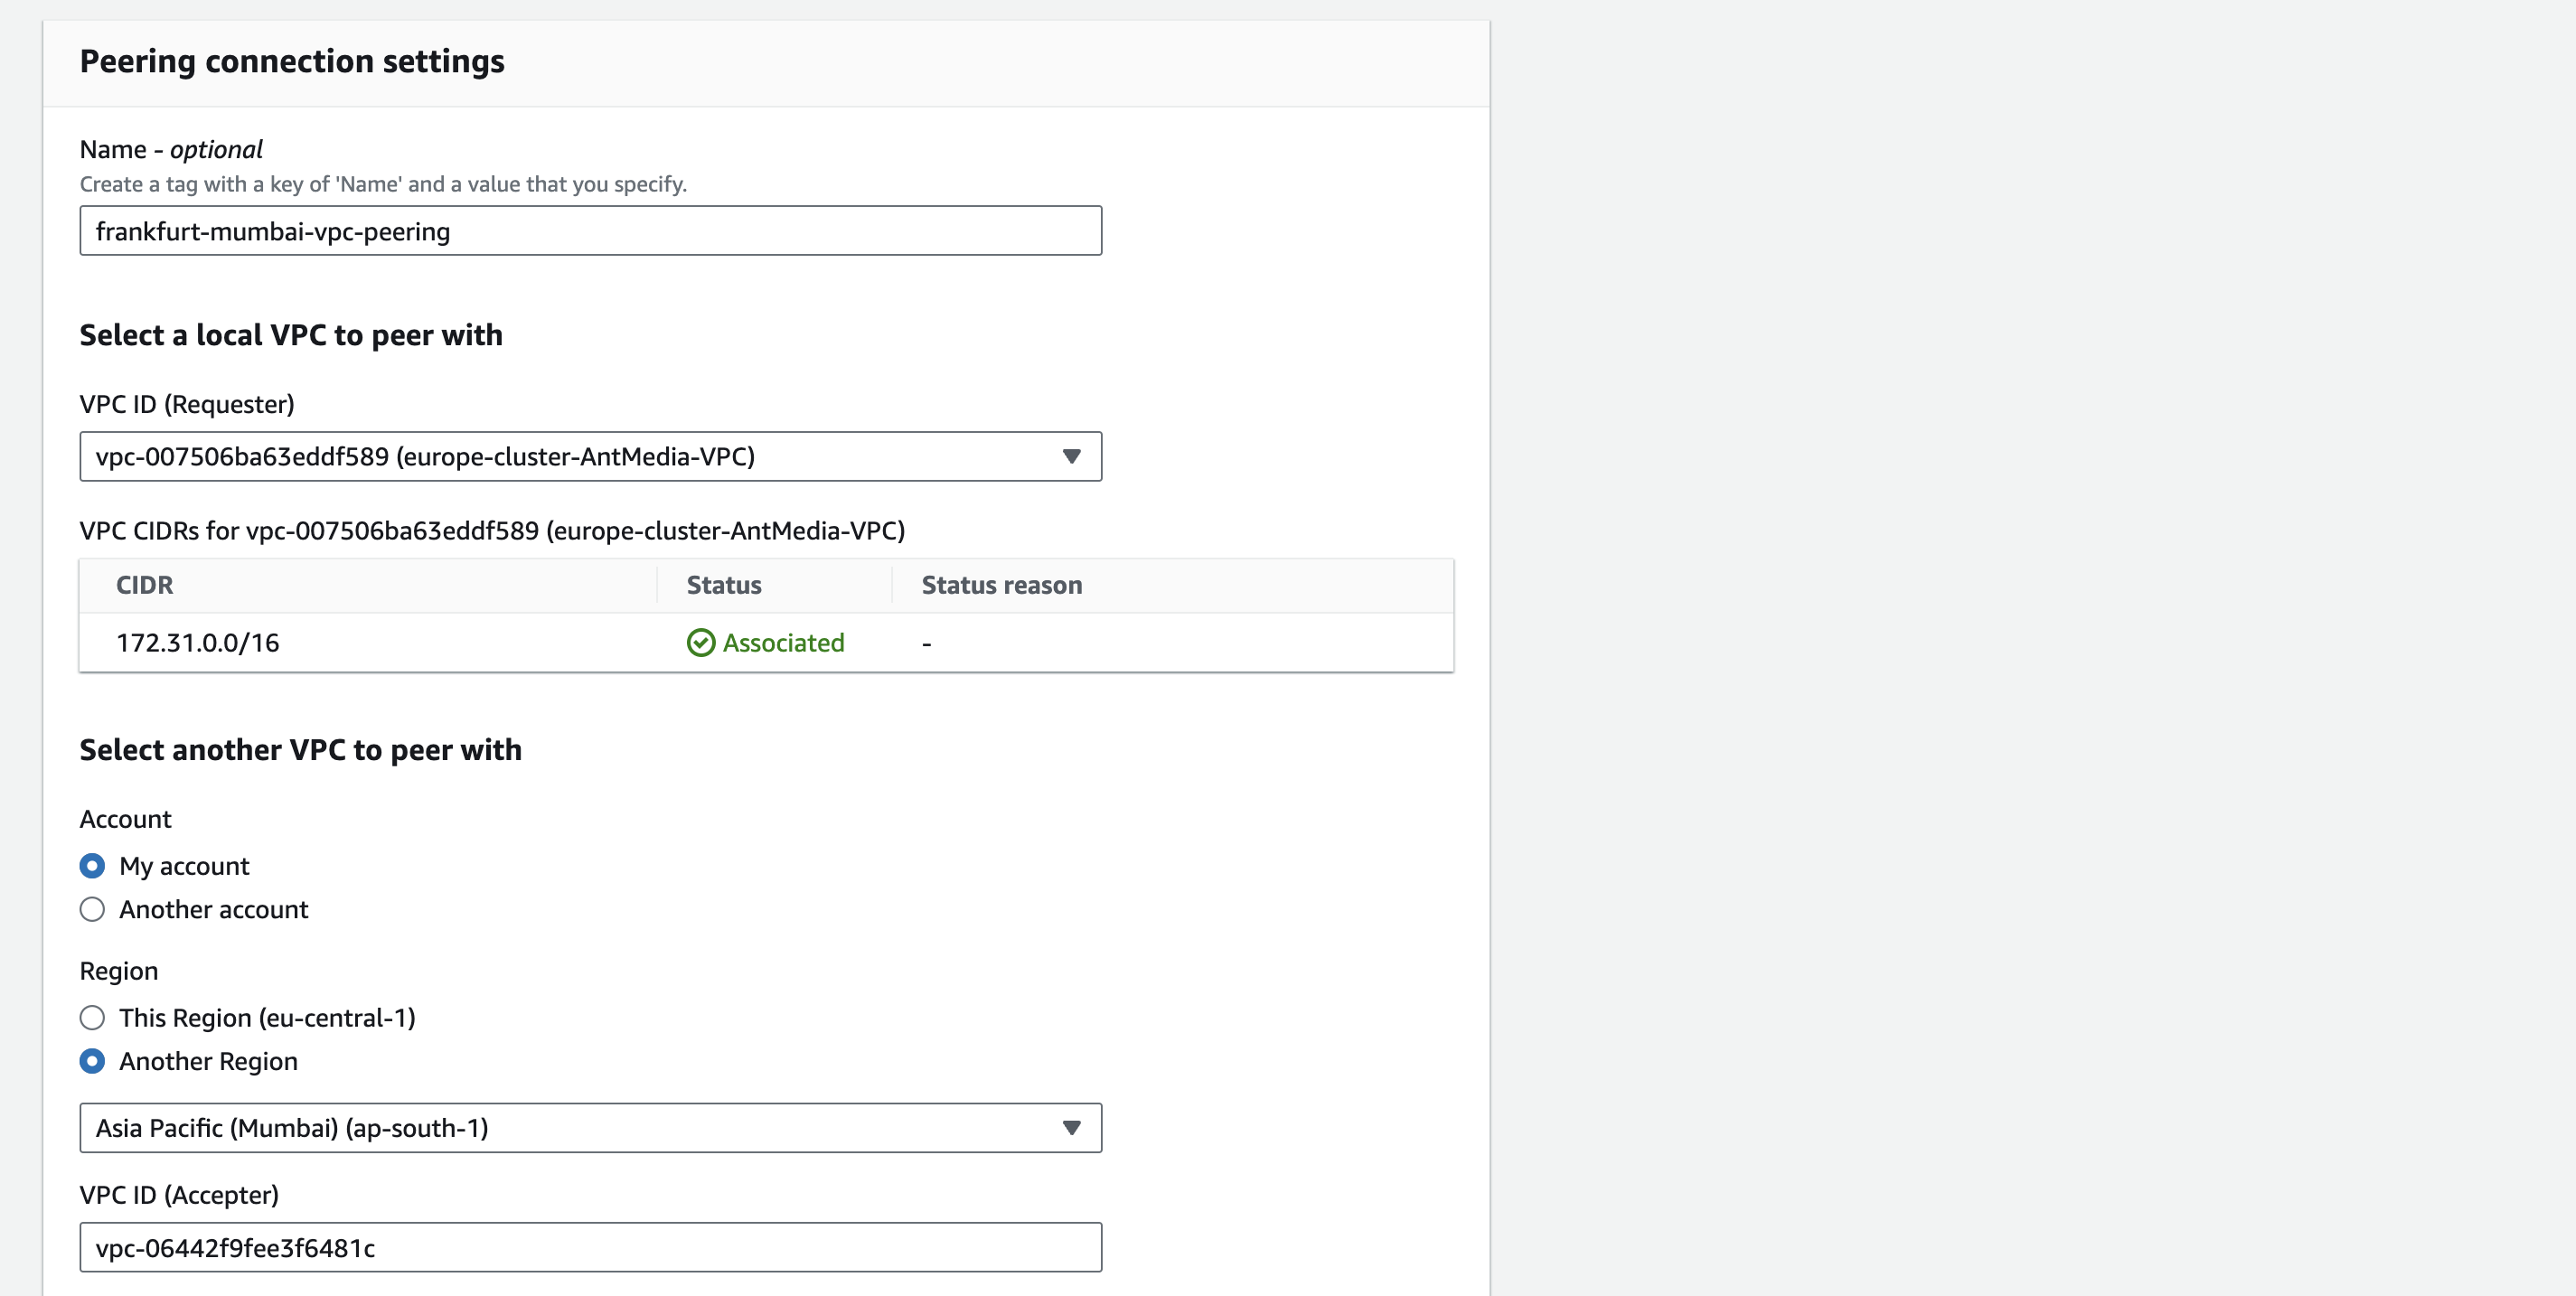 Peering connection settings
Name - optional
Create a tag with a key of 'Name' and a value that you specify.
frankfurt-mumbai-vpc-peering
Select a local VPC to peer with
VPC ID (Requester)
vpc-007506ba63eddf589 (europe-cluster-AntMedia-VPC)
VPC CIDRs for vpc-007506ba63eddf589 (europe-cluster-AntMedia-VPC)
CIDR Status Status reason
172.31.0.0/16 Associated -
Select another VPC to peer with
Account
My account
Another account
Region
This Region (eu-central-1)
Another Region
Asia Pacific (Mumbai) (ap-south-1)
VPC ID (Accepter)
vpc-06442f9fee3f6481c